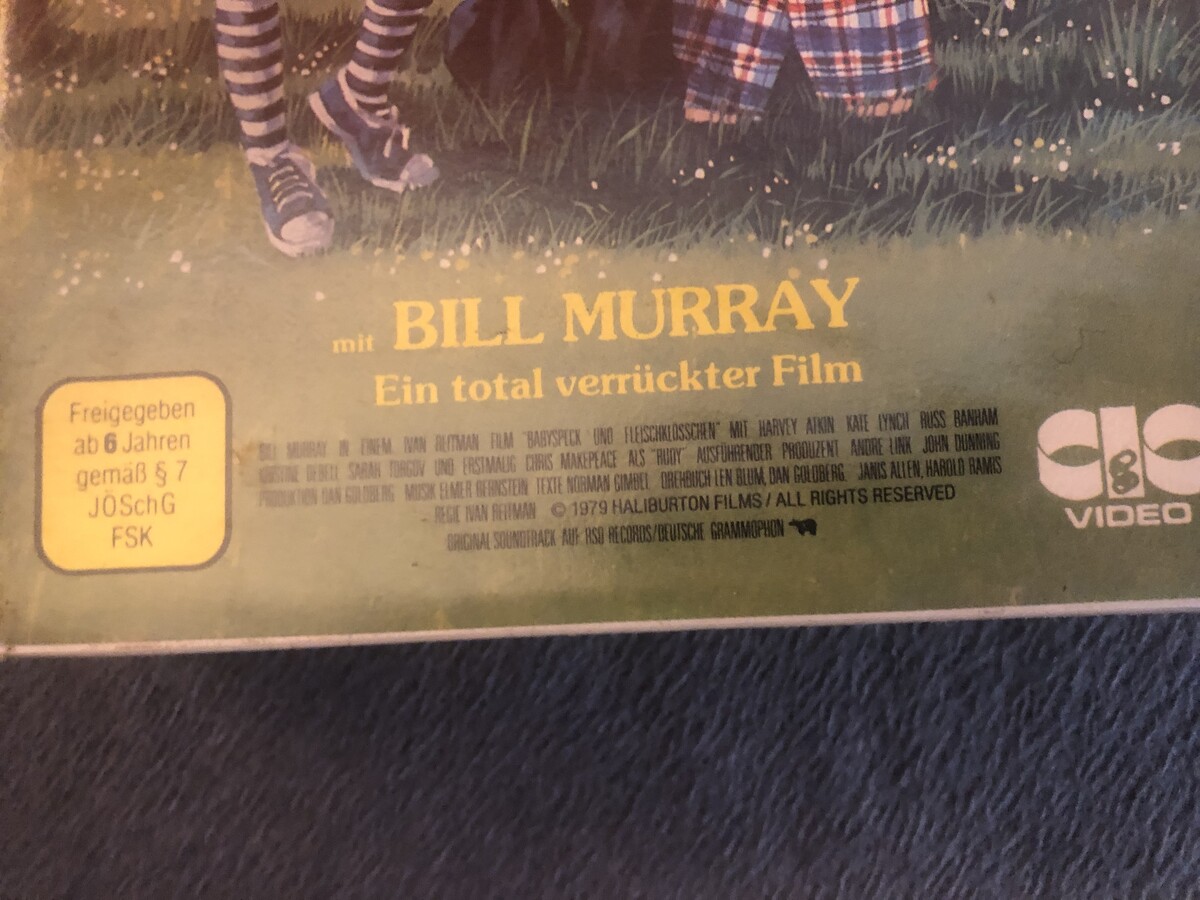 mit BILL MURRAY
Ein total verrückter Film
Freigegeben
ab 6 Jahren
gemäß § 7
JÖSchG
FSK
BILL MURRAY IN EINEM IVAN REITMAN FILM "BABYSPECK UND FLEISCHKLÖSSCHEN" MIT HARVEY ATKIN KATE LYNCH RUSS BANHAM
KRISTINE DEBELL SARAH TORGOV UND ERSTMALIG CHRIS MAKEPEACE ALS "RUDY" AUSFÜHRENDER PRODUZENT ANDRE LINK JOHN DUNNING
PRODUKTION DAN GOLDBERG MUSIK ELMER BERNSTEIN TEXTE NORMAN GIMBEL DREHBUCH LEN BLUM, DAN GOLDBERG, JANIS ALLEN, HAROLD RAMIS
REGIE IVAN REITMAN © 1979 HALIBURTON FILMS / ALL RIGHTS RESERVED
ORIGINAL SOUNDTRACK AUF RSO RECORDS/DEUTSCHE GRAMMOPHON
CIC
VIDEO